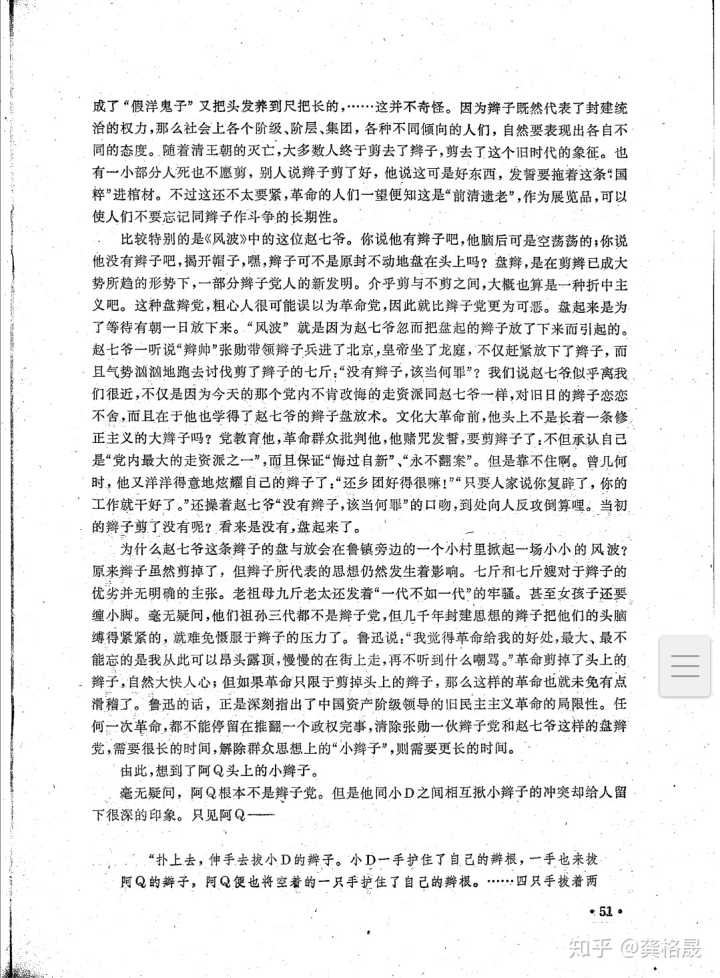 成了“假洋鬼子”又把头发养到尺把长的，……这并不奇怪。因为辫子既然代表了封建统
治的权力，那么社会上各个阶级、阶层、集团，各种不同倾向的人们，自然要表现出各自不
同的态度。随着清王朝的灭亡，大多数人终于剪去了辫子，剪去了这个旧时代的象征。也
有一小部分人死也不愿剪，别人说辫子剪了好，他说这可是好东西，发誓要拖着这条“国
粹”进棺材。不过这还不太要紧，革命的人们一望便知这是“前清遗老”，作为展览品，可以
使人们不要忘记同辫子作斗争的长期性。
比较特别的是《风波》中的这位赵七爷。你说他有辫子吧，他脑后可是空荡荡的；你说
他没有辫子吧，揭开帽子，嘿，辫子可不是原封不动地盘在头上吗？盘辫，是在剪辫已成大
势所趋的形势下，一部分辫子党人的新发明。介乎剪与不剪之间，大概也算是一种折中主
义吧。这种盘辫党，粗心人很可能误以为革命党，因此就比辫子党更为可恶。盘起来是为
了等待有朝一日放下来。“风波”就是因为赵七爷忽而把盘起的辫子放了下来而引起的。
赵七爷一听说“辫帅”张勋带领辫子兵进了北京，皇帝坐了龙庭，不仅赶紧放下了辫子，而
且气势汹汹地跑去讨伐剪了辫子的七斤：“没有辫子，该当何罪”？我们说赵七爷似乎离我
们很近，不仅是因为今天的那个党内不肯改悔的走资派同赵七爷一样，对旧日的辫子恋恋
不舍，而且在于他也学得了赵七爷的辫子盘放术。文化大革命前，他头上不是长着一条修
正主义的大辫子吗？党教育他，革命群众批判他，他赌咒发誓，要剪辫子了：不但承认自己
是“党内最大的走资派之一”，而且保证“悔过自新”、“永不翻案”。但是靠不住啊。曾几何
时，他又洋洋得意地炫耀自己的辫子了：“还乡团好得很嘛！”“只要人家说你复辟了，你的
工作就干好了。”还操着赵七爷“没有辫子，该当何罪”的口吻，到处向人反攻倒算哩。当初
的辫子剪了没有呢？看来是没有，盘起来了。
为什么赵七爷这条辫子的盘与放会在鲁镇旁边的一个小村里掀起一场小小的风波？
原来辫子虽然剪掉了，但辫子所代表的思想仍然发生着影响。七斤和七斤嫂对于辫子的
优劣并无明确的主张。老祖母九斤老太还发着“一代不如一代”的牢骚。甚至女孩子还要
缠小脚。毫无疑问，他们祖孙三代都不是辫子党，但几千年封建思想的辫子把他们的头脑
缚得紧紧的，就难免慑服于辫子的压力了。鲁迅说：“我觉得革命给我的好处，最大、最不
能忘的是我从此可以昂头露顶，慢慢的在街上走，再不听到什么嘲骂。”革命剪掉了头上的
辫子，自然大快人心；但如果革命只限于剪掉头上的辫子，那么这样的革命也就未免有点
滑稽了。鲁迅的话，正是深刻指出了中国资产阶级领导的旧民主主义革命的局限性。任
何一次革命，都不能停留在推翻一个政权完事，清除张勋一伙辫子党和赵七爷这样的盘辫
党，需要很长的时间，解除群众思想上的“小辫子”，则需要更长的时间。
由此，想到了阿Q头上的小辫子。
毫无疑问，阿Q根本不是辫子党。但是他同小D之间相互揪小辫子的冲突却给人留
下很深的印象。只见阿Q——
“扑上去，伸手去拔小D的辫子。小D一手护住了自己的辫根，一手也来拔
阿Q的辫子，阿Q便也将空着的一只手护住了自己的辫根。……四只手拔着两
·51·
知乎 @龚格晟